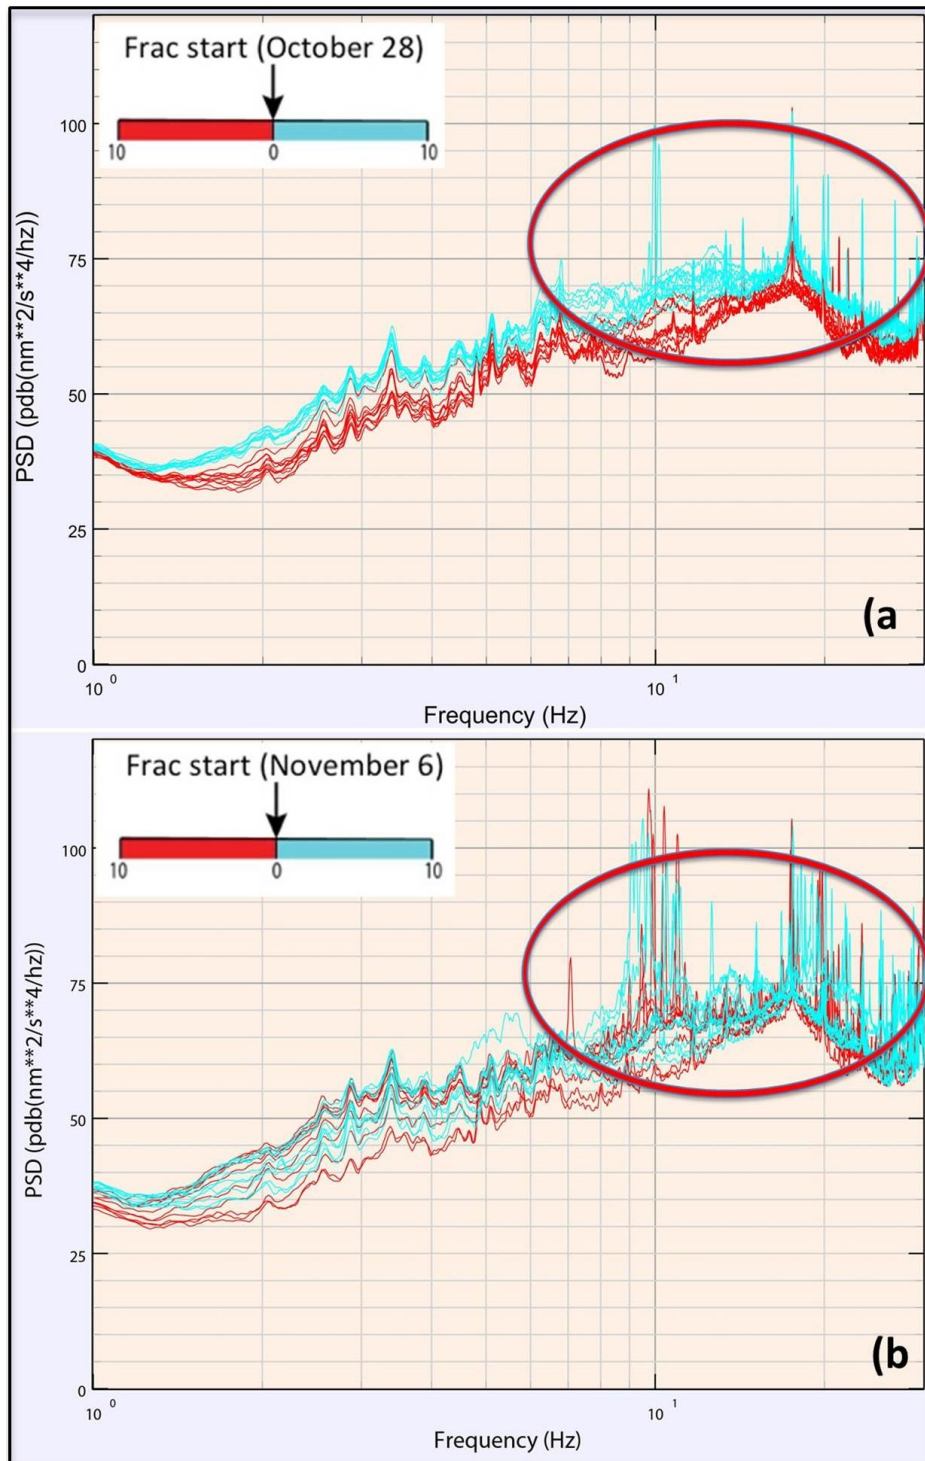 Frac start (October 28)
10 0 10
100
75
50
25
0
PSD (pdb(nm**2/s**4/hz))
(a
10 0 10 1
Frequency (Hz)
Frac start (November 6)
10 0 10
100
75
50
25
0
PSD (pdb(nm**2/s**4/hz))
(b
10 0 10 1
Frequency (Hz)